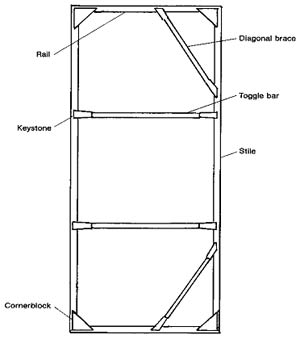 Rail
Diagonal brace
Toggle bar
Keystone
Stile
Cornerblock